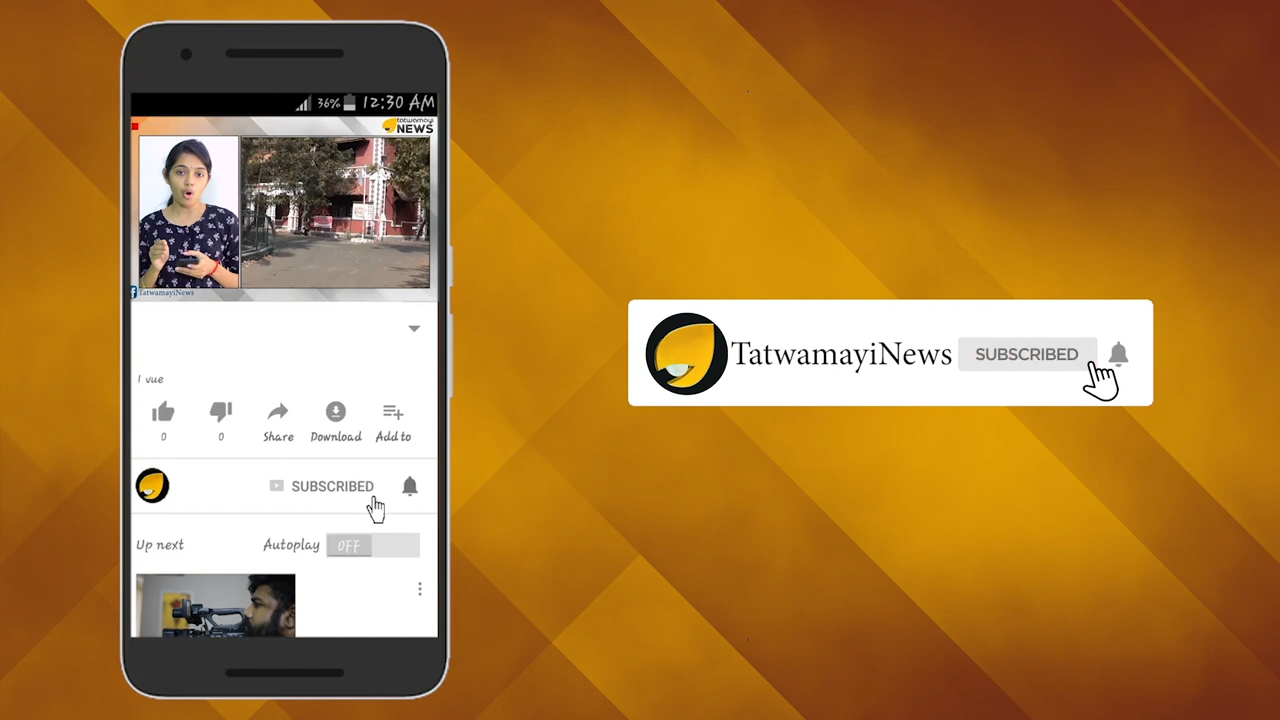 36%
12:30 AM
tatwamayi
NEWS
TatwamayiNews
1 vue
0
0
Share
Download
Add to
SUBSCRIBED
Up next
Autoplay
OFF
TatwamayiNews
SUBSCRIBED